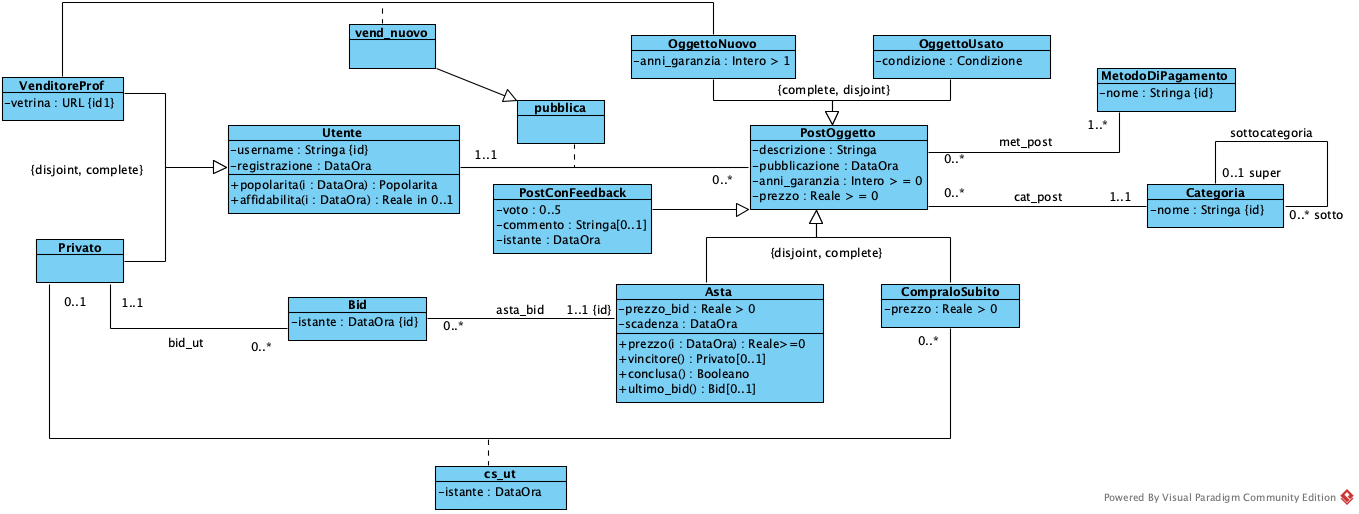 vend_nuovo
VenditoreProf
-vetrina : URL {id1}
OggettoNuovo
-anni_garanzia : Intero > 1
OggettoUsato
-condizione : Condizione
{complete, disjoint}
MetodoDiPagamento
-nome : Stringa {id}
1..*
met_post
0..*
pubblica
Utente
-username : Stringa {id}
-registrazione : DataOra
+popolarita(i : DataOra) : Popolarita
+affidabilita(i : DataOra) : Reale in 0..1
{disjoint, complete}
1..1
0..*
PostOggetto
-descrizione : Stringa
-pubblicazione : DataOra
-anni_garanzia : Intero > = 0
-prezzo : Reale > = 0
sottocategoria
0..1 super
0..* sotto
Categoria
-nome : Stringa {id}
0..*
cat_post
1..1
PostConFeedback
-voto : 0..5
-commento : Stringa[0..1]
-istante : DataOra
{disjoint, complete}
Privato
0..1
1..1
bid_ut
0..*
Bid
-istante : DataOra {id}
0..*
asta_bid
1..1 {id}
Asta
-prezzo_bid : Reale > 0
-scadenza : DataOra
+prezzo(i : DataOra) : Reale>=0
+vincitore() : Privato[0..1]
+conclusa() : Booleano
+ultimo_bid() : Bid[0..1]
CompraloSubito
-prezzo : Reale > 0
0..*
cs_ut
-istante : DataOra
Powered By Visual Paradigm Community Edition